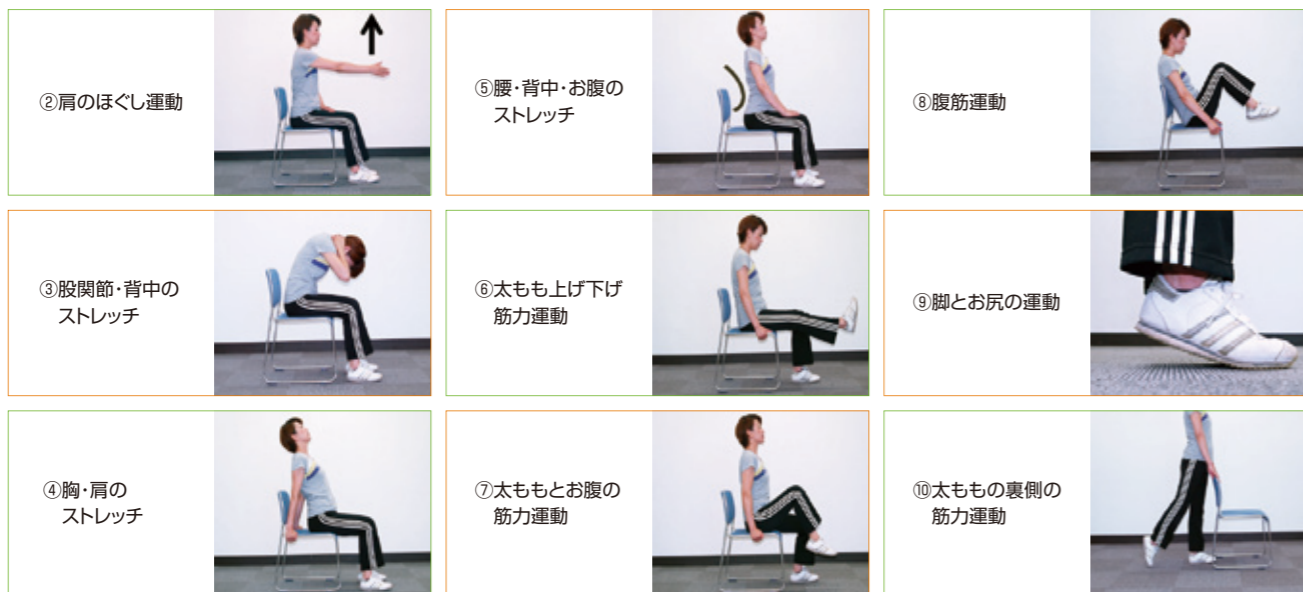 ②肩のほぐし運動
③股関節・背中の
ストレッチ
④胸・肩の
ストレッチ
⑤腰・背中・お腹の
ストレッチ
⑥太もも上げ下げ
筋力運動
⑦太ももとお腹の
筋力運動
⑧腹筋運動
⑨脚とお尻の運動
⑩太ももの裏側の
筋力運動